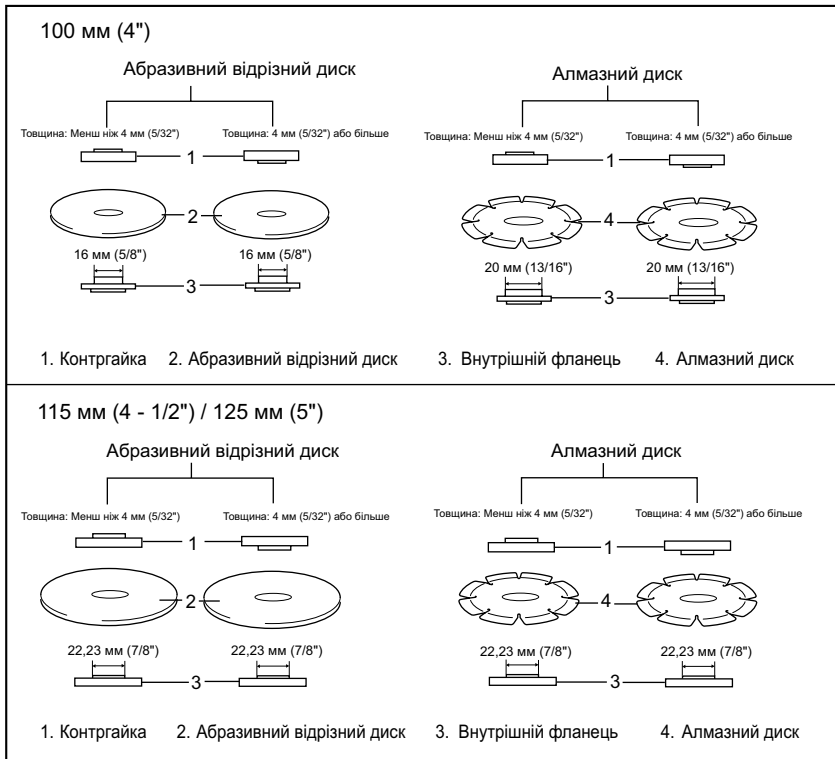 100 мм (4")
Абразивний відрізний диск
Алмазний диск
Товщина: Менш ніж 4 мм (5/32")
Товщина: 4 мм (5/32") або більше
Товщина: Менш ніж 4 мм (5/32")
Товщина: 4 мм (5/32") або більше
1
1
2
4
16 мм (5/8")
16 мм (5/8")
20 мм (13/16")
20 мм (13/16")
3
3
1. Контргайка 2. Абразивний відрізний диск 3. Внутрішній фланець 4. Алмазний диск
115 мм (4 - 1/2") / 125 мм (5")
Абразивний відрізний диск
Алмазний диск
Товщина: Менш ніж 4 мм (5/32")
Товщина: 4 мм (5/32") або більше
Товщина: Менш ніж 4 мм (5/32")
Товщина: 4 мм (5/32") або більше
1
1
2
4
22,23 мм (7/8")
22,23 мм (7/8")
22,23 мм (7/8")
22,23 мм (7/8")
3
3
1. Контргайка 2. Абразивний відрізний диск 3. Внутрішній фланець 4. Алмазний диск